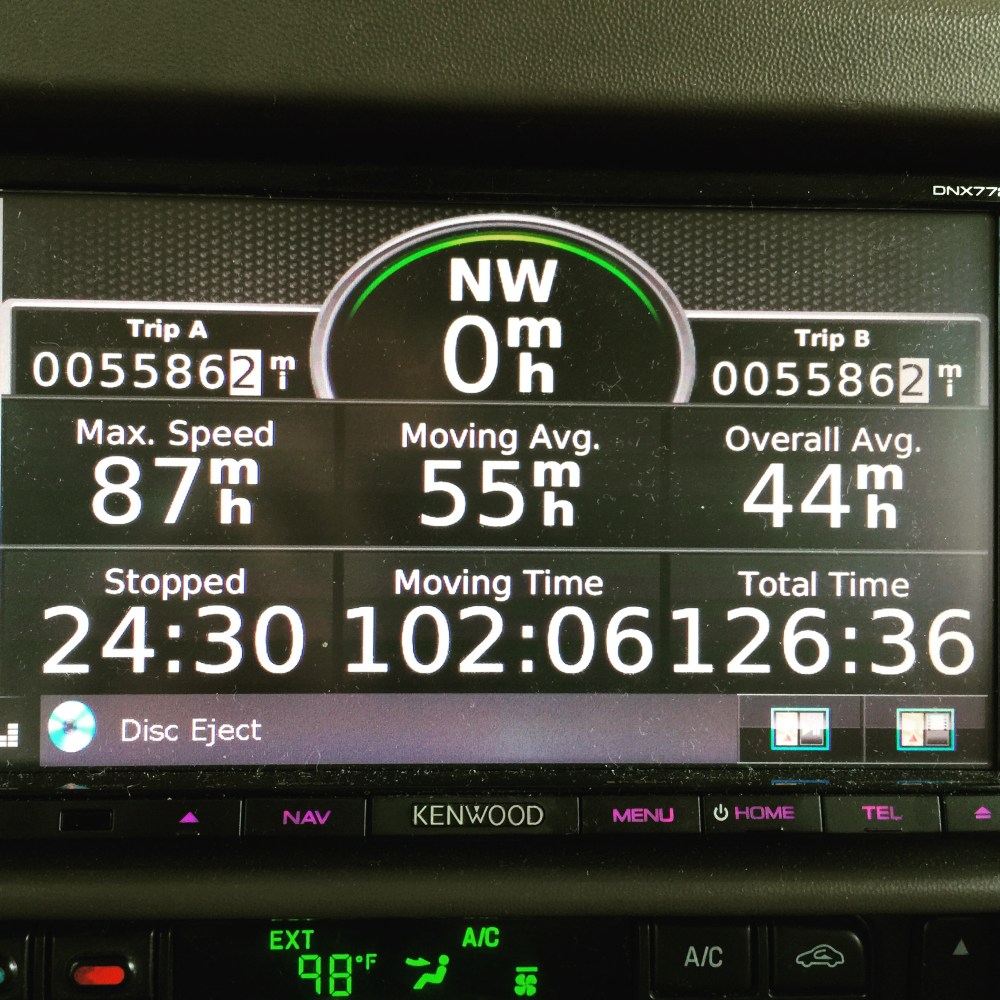 DNX77
NW
0 mh
Trip A
0055862 mi
Trip B
0055862 mi
Max. Speed
87 mh
Moving Avg.
55 mh
Overall Avg.
44 mh
Stopped
24:30
Moving Time
102:06
Total Time
126:36
Disc Eject
NAV
KENWOOD
MENU
HOME
TEL
EXT
98°F
A/C
A/C